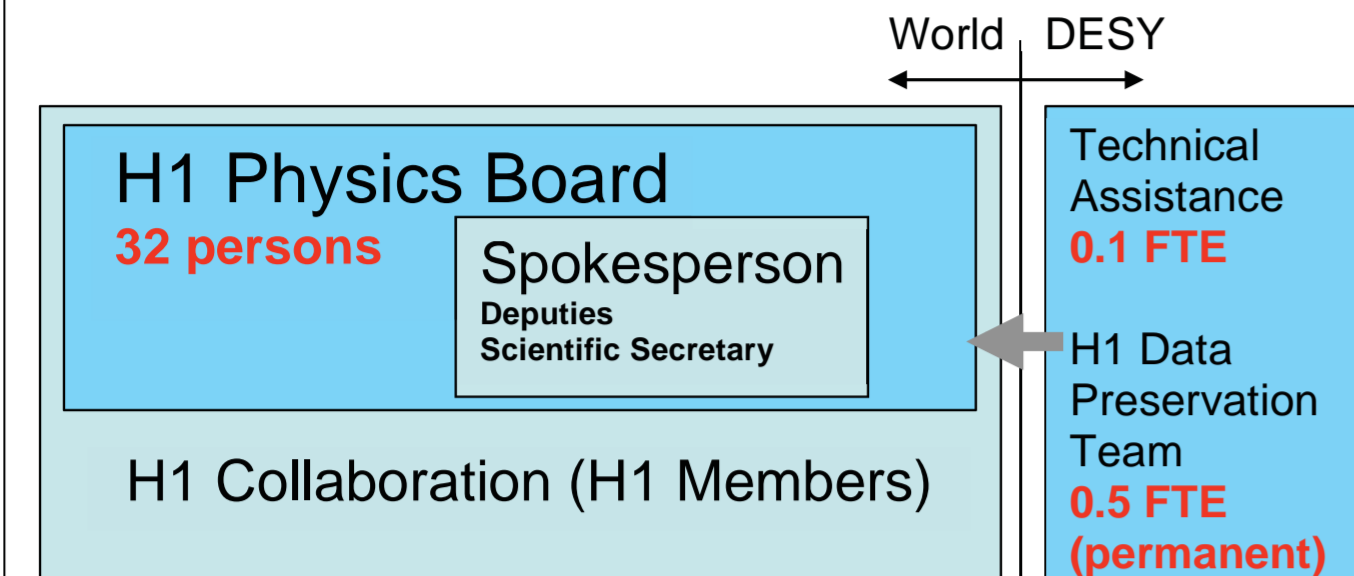 World DESY
H1 Physics Board
32 persons
Spokesperson
Deputies
Scientific Secretary
H1 Collaboration (H1 Members)
Technical
Assistance
0.1 FTE
H1 Data
Preservation
Team
0.5 FTE
(permanent)